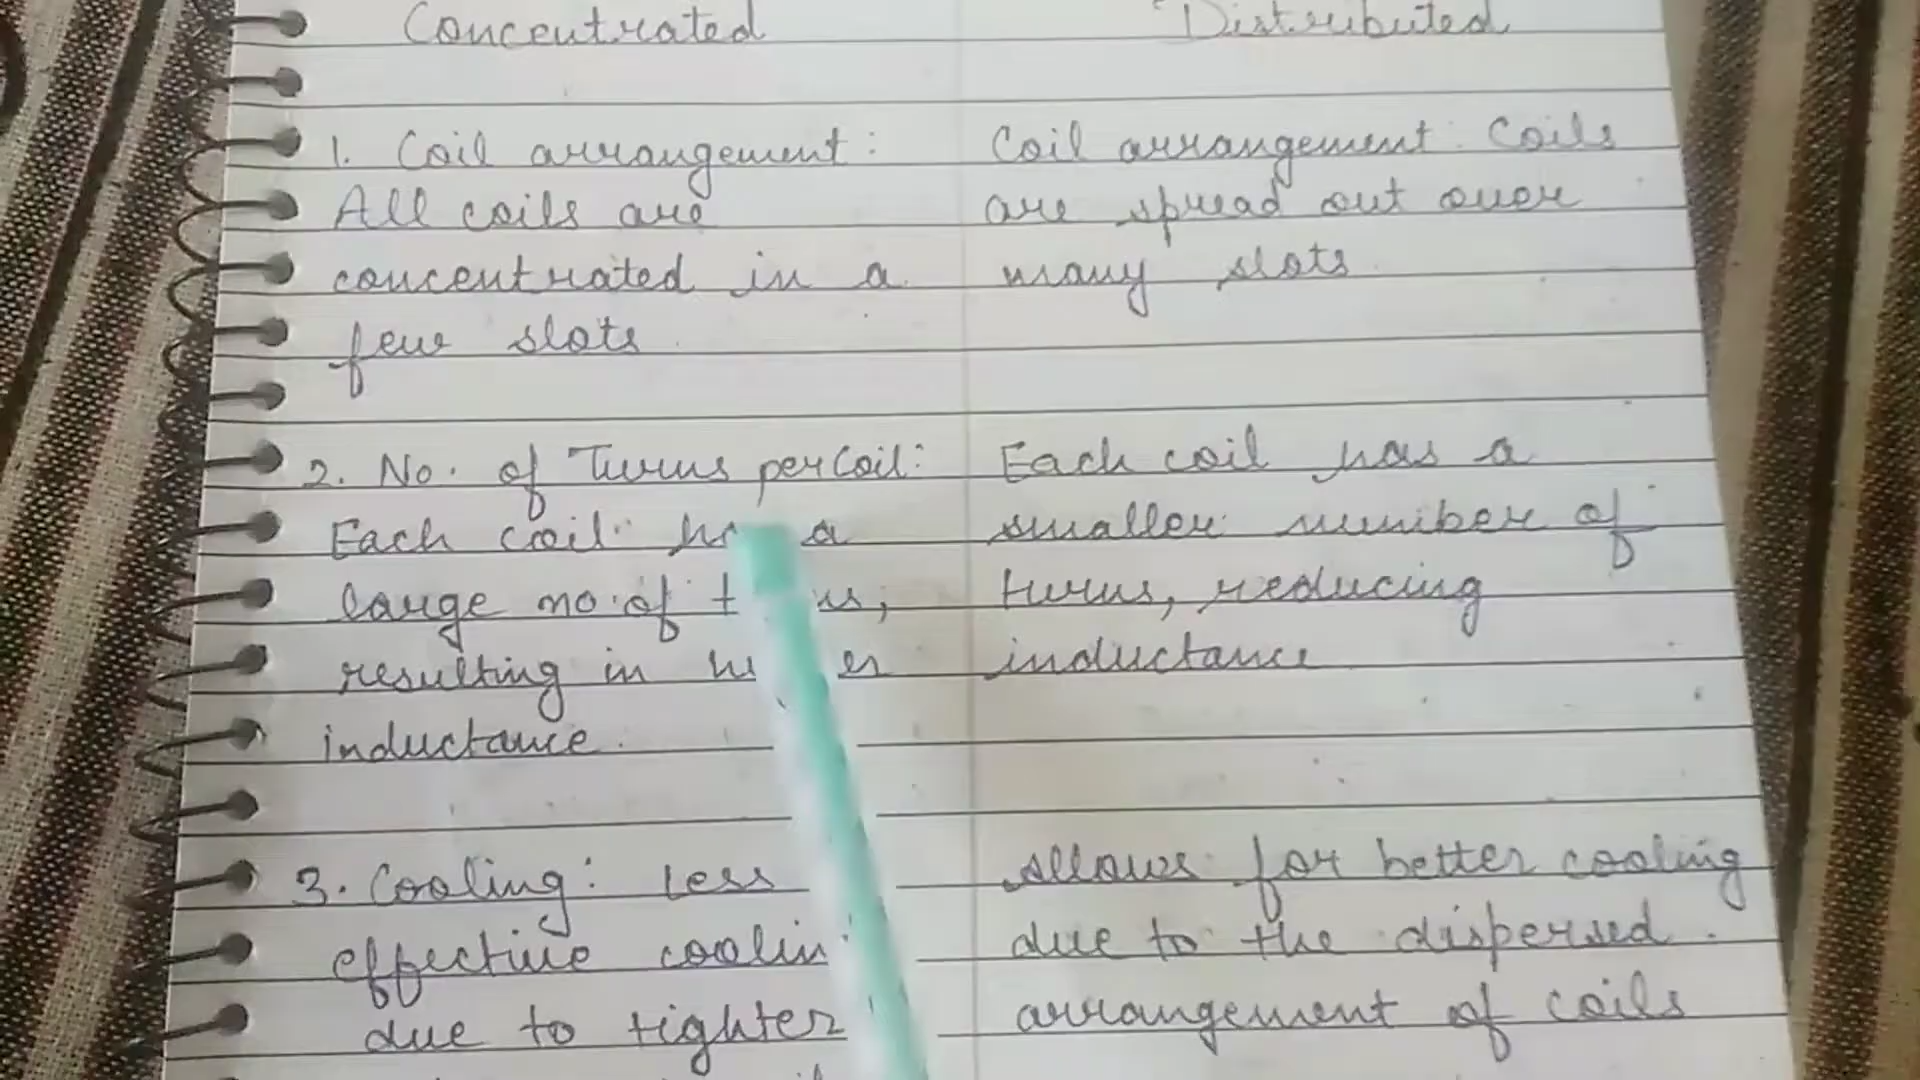 Concentrated
Distributed
1. Coil arrangement:
All coils are
concentrated in a
few slots
Coil arrangement: Coils
are spread out over
many slots
2. No. of Turns per Coil:
Each coil a
large no. of
resulting in
inductance.
Each coil has a
smaller number of
turns, reducing
inductance
3. Cooling: Less
effective
due to tighter
allows for better cooling
due to the dispersed.
arrangement of coils